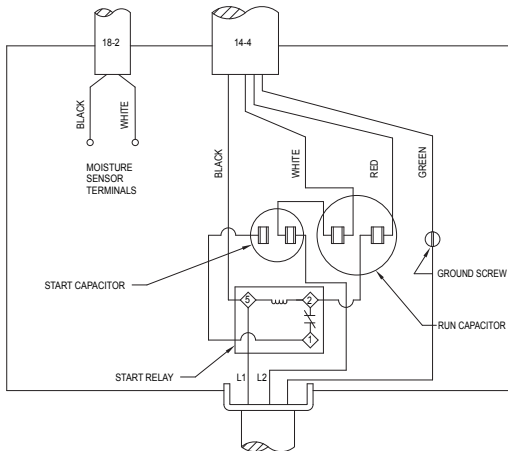 18-2
14-4
BLACK
WHITE
MOISTURE
SENSOR
TERMINALS
BLACK
WHITE
RED
GREEN
GROUND SCREW
START CAPACITOR
RUN CAPACITOR
5
2
1
START RELAY
L1
L2